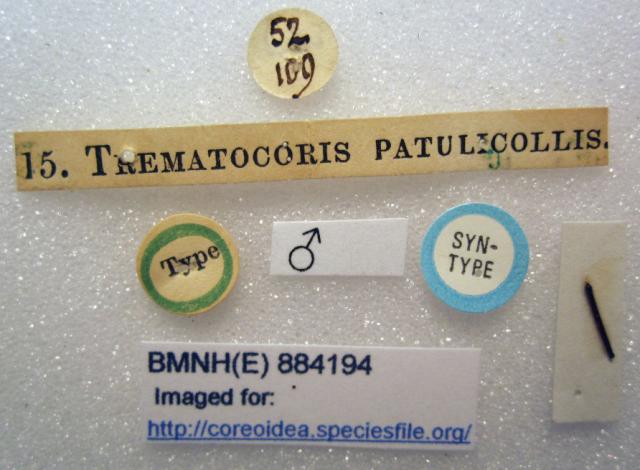 52
109
15. TREMATOCORIS PATULICOLLIS.
Type
♂
SYN-
TYPE
BMNH(E) 884194
Imaged for:
http://coreoidea.speciesfile.org/